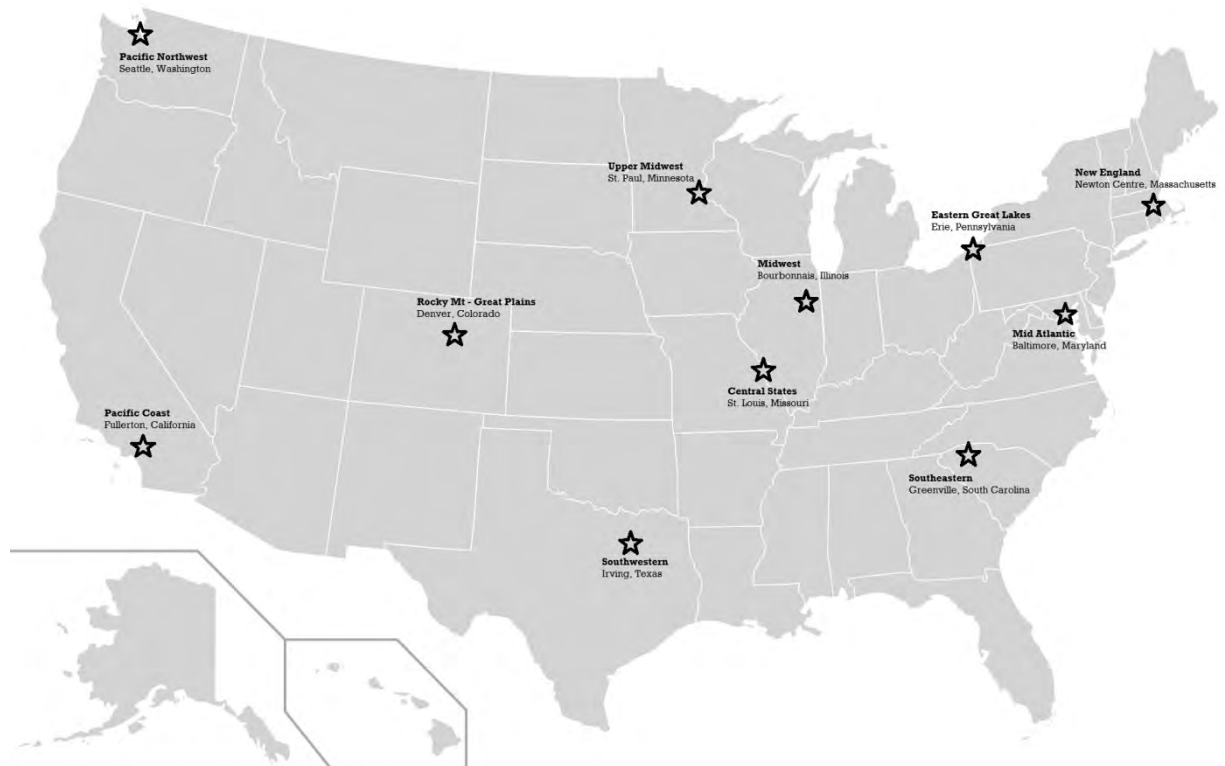 Pacific Northwest
Seattle, Washington
Upper Midwest
St. Paul, Minnesota
New England
Newton Centre, Massachusetts
Eastern Great Lakes
Erie, Pennsylvania
Midwest
Bourbonnais, Illinois
Rocky Mt - Great Plains
Denver, Colorado
Mid Atlantic
Baltimore, Maryland
Central States
St. Louis, Missouri
Pacific Coast
Fullerton, California
Southeastern
Greenville, South Carolina
Southwestern
Irving, Texas